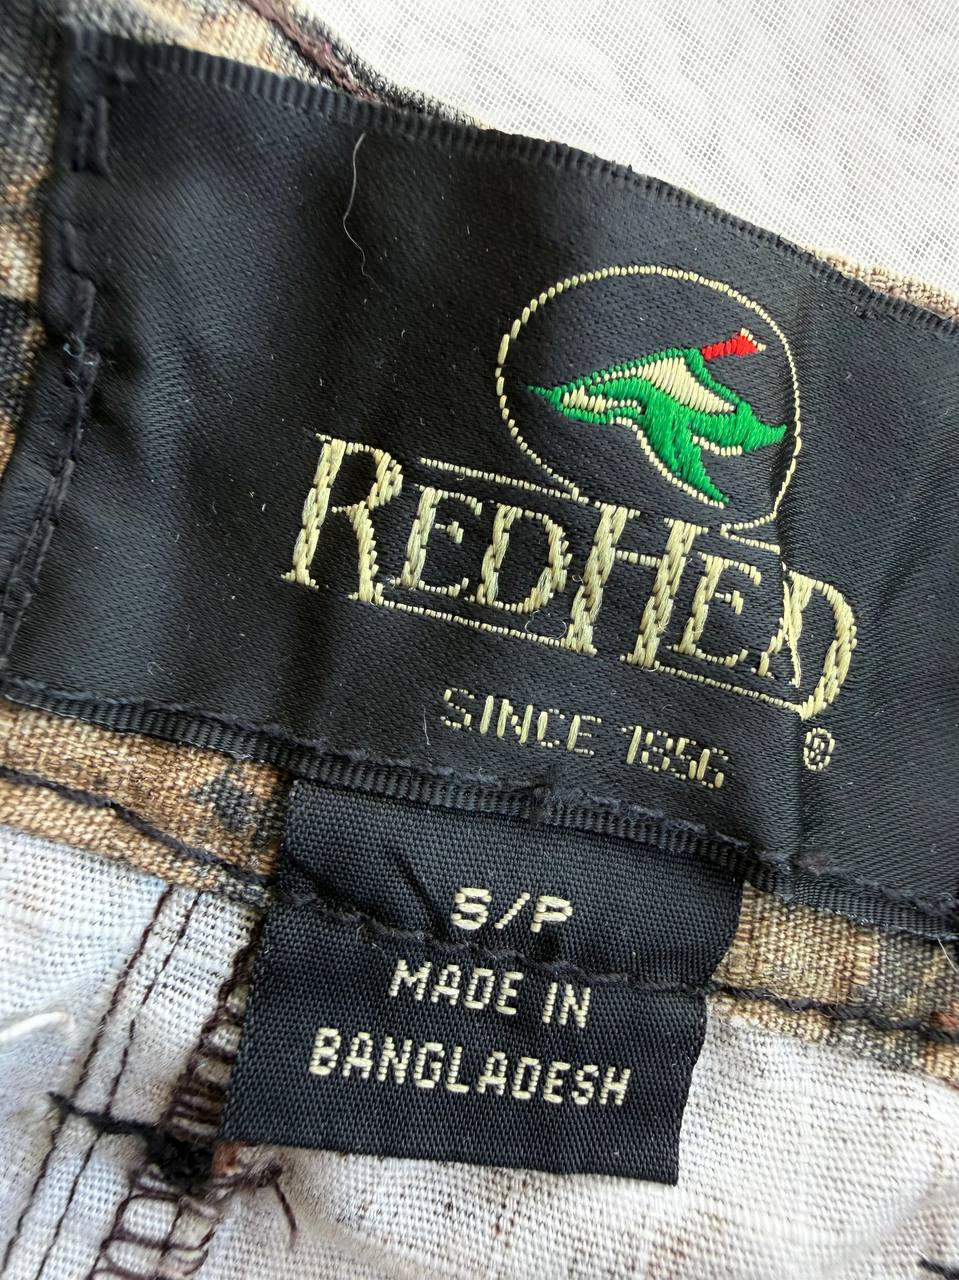 REDHEAD
SINCE 1856
®
S/P
MADE IN
BANGLADESH